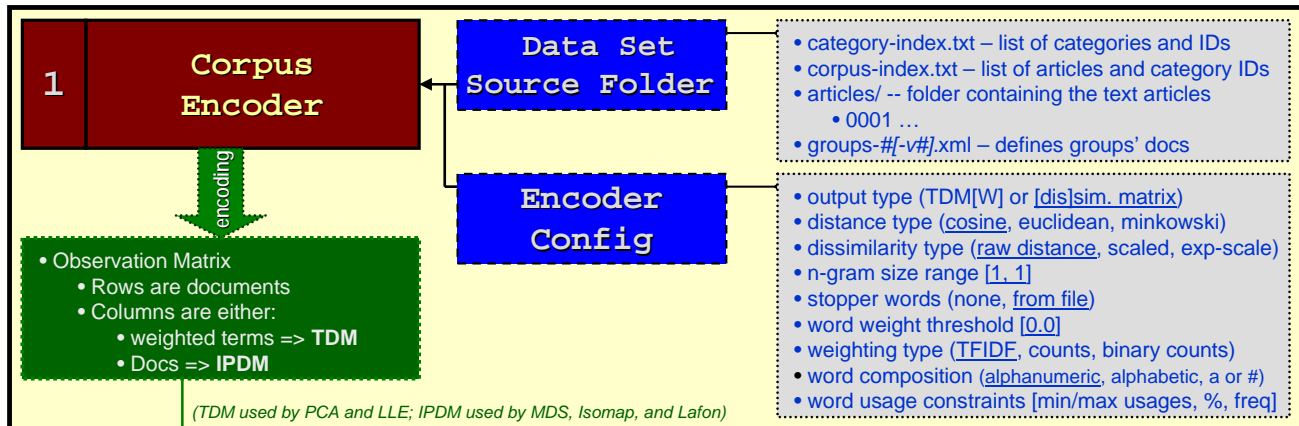 1
Corpus
Encoder
Data Set
Source Folder
• category-index.txt – list of categories and IDs
• corpus-index.txt – list of articles and category IDs
• articles/ -- folder containing the text articles
• 0001 …
• groups-#[-v#].xml – defines groups’ docs
encoding
Encoder
Config
• output type (TDM[W] or [dis]sim. matrix)
• distance type (cosine, euclidean, minkowski)
• dissimilarity type (raw distance, scaled, exp-scale)
• n-gram size range [1, 1]
• stopper words (none, from file)
• word weight threshold [0.0]
• weighting type (TFIDF, counts, binary counts)
• word composition (alphanumeric, alphabetic, a or #)
• word usage constraints [min/max usages, %, freq]
• Observation Matrix
• Rows are documents
• Columns are either:
• weighted terms => TDM
• Docs => IPDM
(TDM used by PCA and LLE; IPDM used by MDS, Isomap, and Lafon)